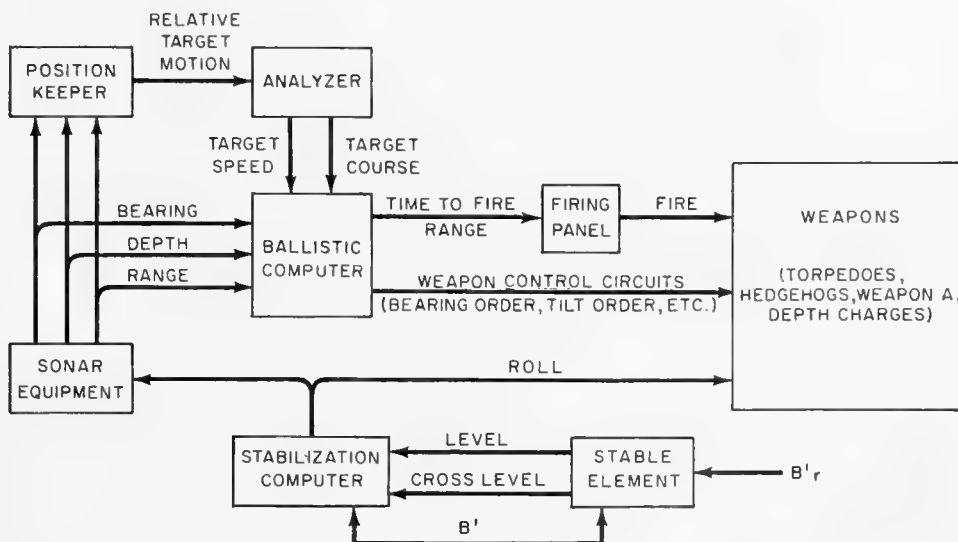 RELATIVE
TARGET
MOTION
POSITION
KEEPER
ANALYZER
TARGET
SPEED
TARGET
COURSE
BEARING
DEPTH
RANGE
BALLISTIC
COMPUTER
TIME TO FIRE
RANGE
FIRING
PANEL
FIRE
WEAPONS
(TORPEDOES,
HEDGEHOGS, WEAPON A,
DEPTH CHARGES)
WEAPON CONTROL CIRCUITS
(BEARING ORDER, TILT ORDER, ETC.)
SONAR
EQUIPMENT
ROLL
STABILIZATION
COMPUTER
LEVEL
CROSS LEVEL
STABLE
ELEMENT
B'r
B'